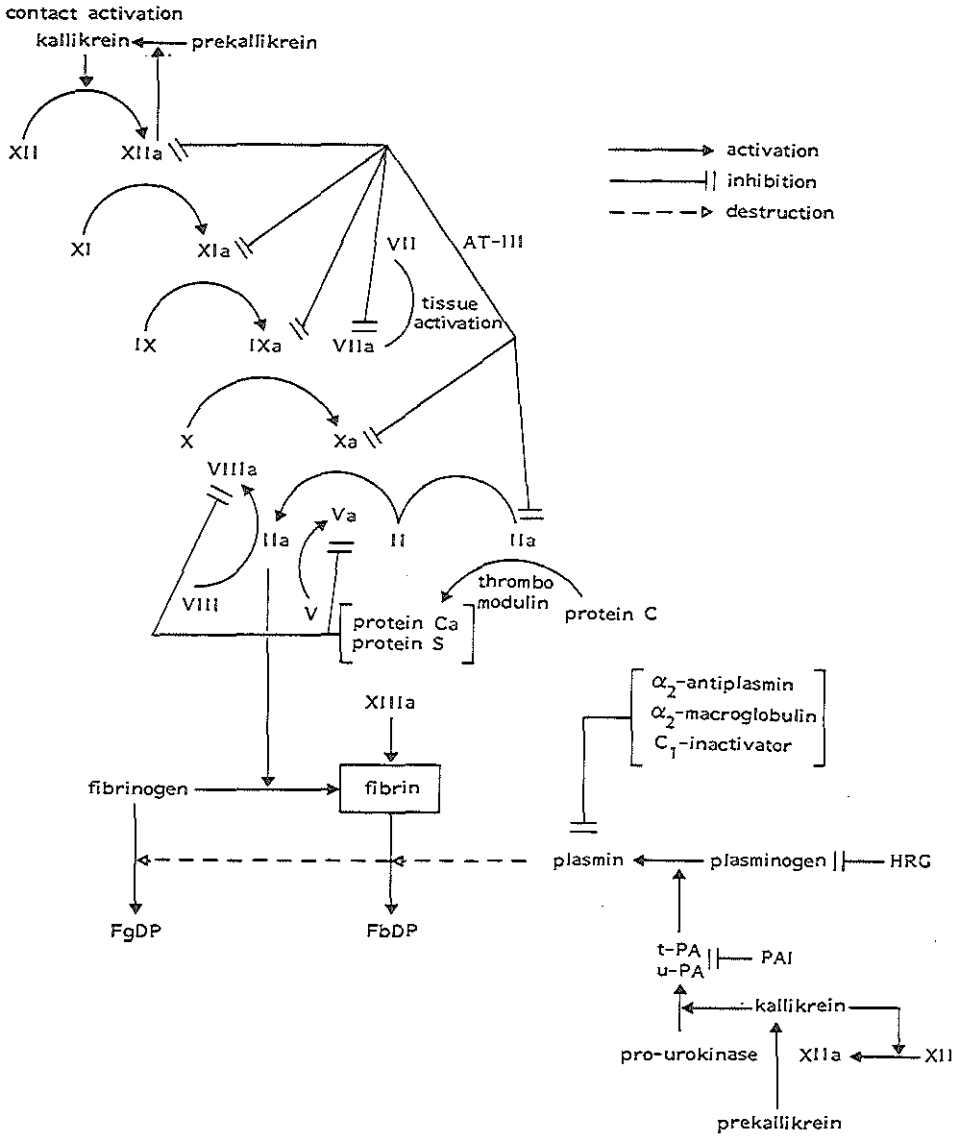 contact activation
kallikrein prekallikrein
XII XIIa
activation
inhibition
destruction
XI XIa
VII
AT-III
tissue
activation
IX IXa VIIa
X Xa
VIIIa
IIa Va II IIa
VIII V
thrombo
modulin
protein C
protein Ca
protein S
XIIIa
α2-antiplasmin
α2-macroglobulin
C1-inactivator
fibrinogen fibrin
plasmin plasminogen HRG
FgDP FbDP
t-PA
u-PA
PAI
kallikrein
pro-urokinase XIIa XII
prekallikrein